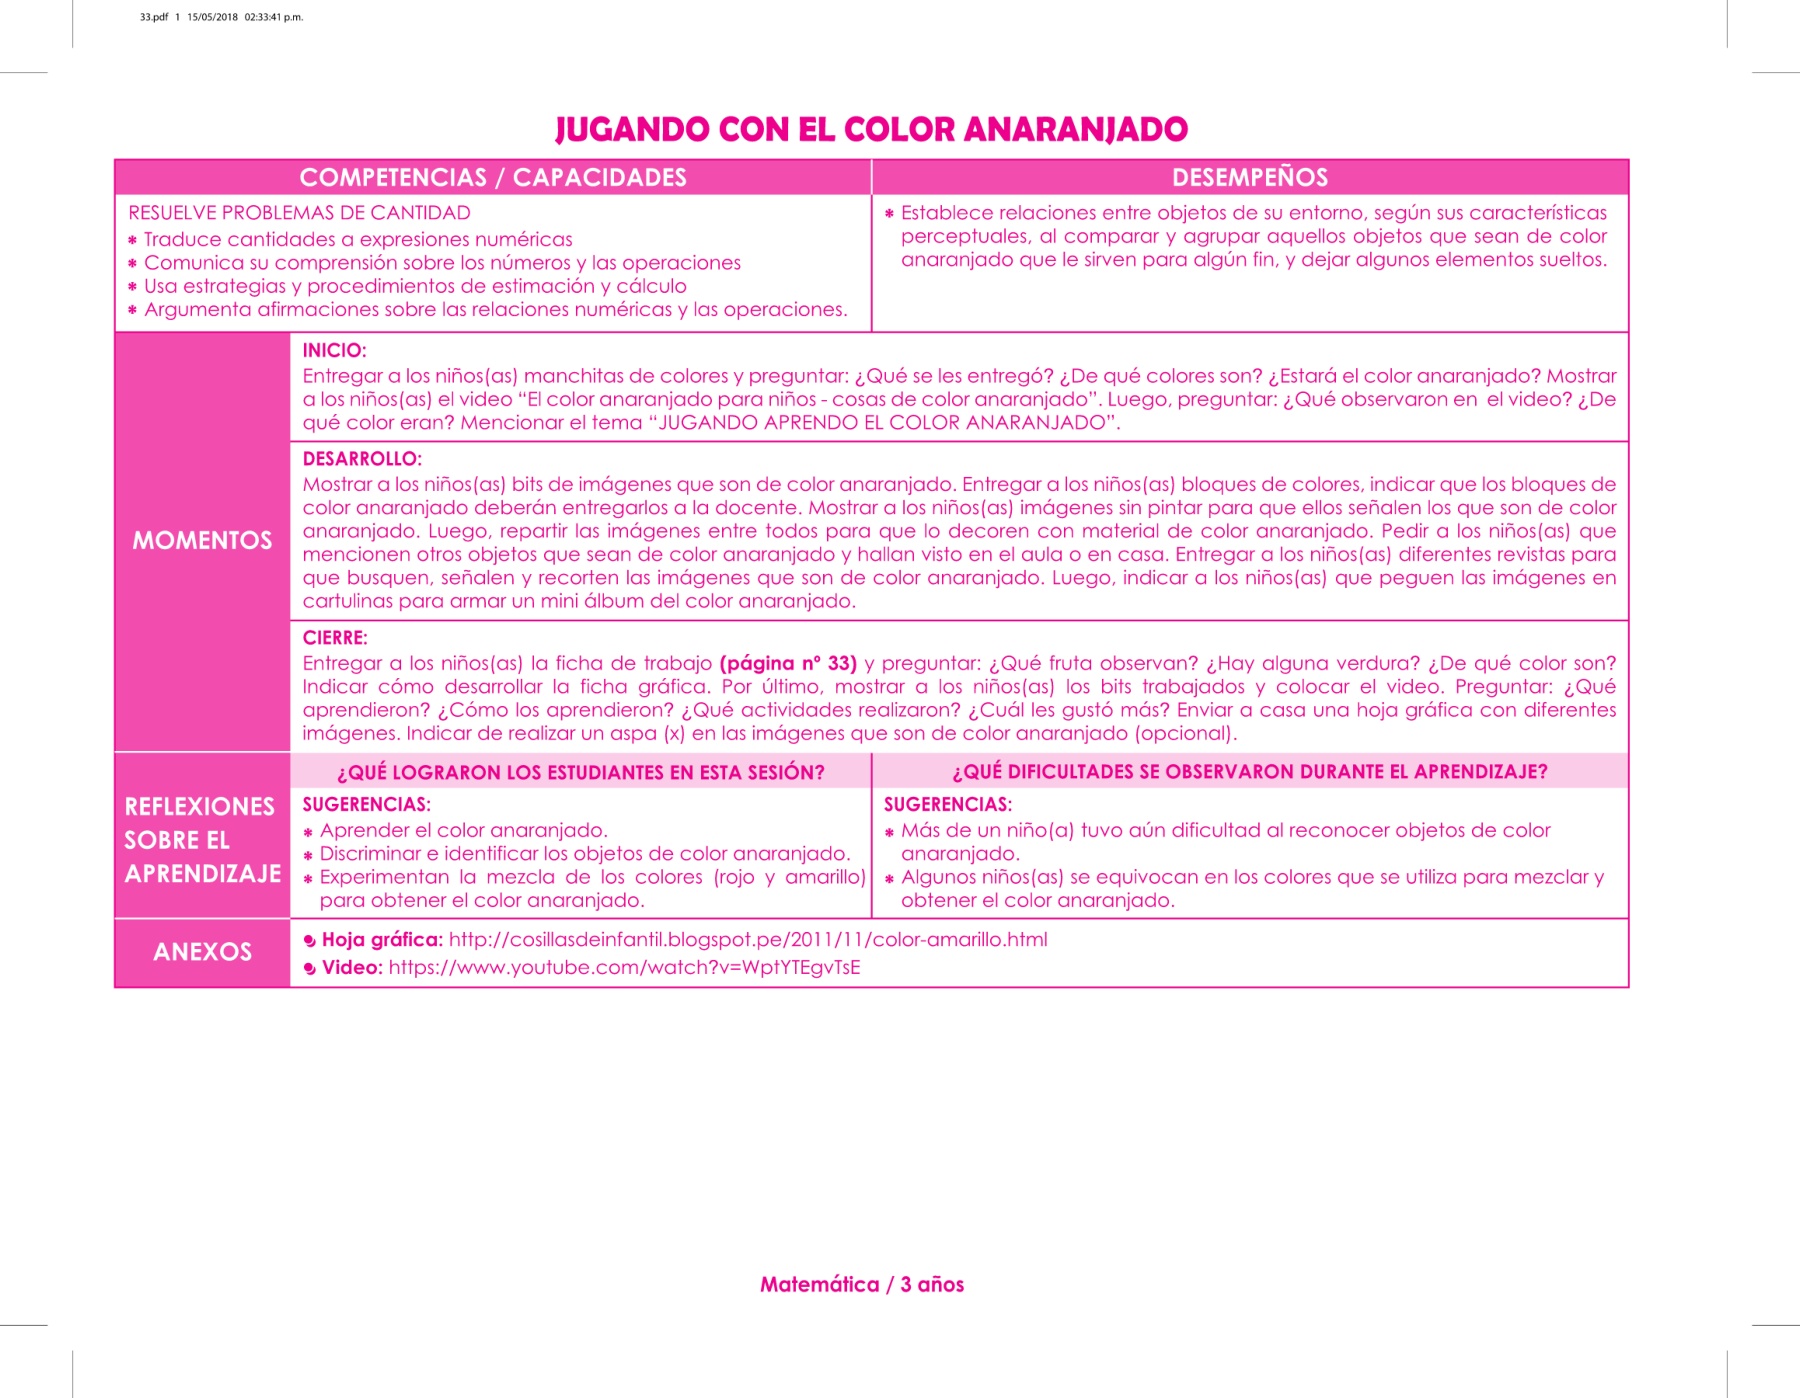 33.pdf 1 15/05/2018 02:33:41 p.m.
JUGANDO CON EL COLOR ANARANJADO
COMPETENCIAS / CAPACIDADES
DESEMPEÑOS
RESUELVE PROBLEMAS DE CANTIDAD
* Traduce cantidades a expresiones numéricas
* Comunica su comprensión sobre los números y las operaciones
* Usa estrategias y procedimientos de estimación y cálculo
* Argumenta afirmaciones sobre las relaciones numéricas y las operaciones.
* Establece relaciones entre objetos de su entorno, según sus características
perceptuales, al comparar y agrupar aquellos objetos que sean de color
anaranjado que le sirven para algún fin, y dejar algunos elementos sueltos.
MOMENTOS
INICIO:
Entregar a los niños(as) manchitas de colores y preguntar: ¿Qué se les entregó? ¿De qué colores son? ¿Estará el color anaranjado? Mostrar
a los niños(as) el video “El color anaranjado para niños - cosas de color anaranjado”. Luego, preguntar: ¿Qué observaron en el video? ¿De
qué color eran? Mencionar el tema “JUGANDO APRENDO EL COLOR ANARANJADO”.
DESARROLLO:
Mostrar a los niños(as) bits de imágenes que son de color anaranjado. Entregar a los niños(as) bloques de colores, indicar que los bloques de
color anaranjado deberán entregarlos a la docente. Mostrar a los niños(as) imágenes sin pintar para que ellos señalen los que son de color
anaranjado. Luego, repartir las imágenes entre todos para que lo decoren con material de color anaranjado. Pedir a los niños(as) que
mencionen otros objetos que sean de color anaranjado y hallan visto en el aula o en casa. Entregar a los niños(as) diferentes revistas para
que busquen, señalen y recorten las imágenes que son de color anaranjado. Luego, indicar a los niños(as) que peguen las imágenes en
cartulinas para armar un mini álbum del color anaranjado.
CIERRE:
Entregar a los niños(as) la ficha de trabajo (página nº 33) y preguntar: ¿Qué fruta observan? ¿Hay alguna verdura? ¿De qué color son?
Indicar cómo desarrollar la ficha gráfica. Por último, mostrar a los niños(as) los bits trabajados y colocar el video. Preguntar: ¿Qué
aprendieron? ¿Cómo los aprendieron? ¿Qué actividades realizaron? ¿Cuál les gustó más? Enviar a casa una hoja gráfica con diferentes
imágenes. Indicar de realizar un aspa (x) en las imágenes que son de color anaranjado (opcional).
REFLEXIONES
SOBRE EL
APRENDIZAJE
¿QUÉ LOGRARON LOS ESTUDIANTES EN ESTA SESIÓN?
SUGERENCIAS:
* Aprender el color anaranjado.
* Discriminar e identificar los objetos de color anaranjado.
* Experimentan la mezcla de los colores (rojo y amarillo)
para obtener el color anaranjado.
¿QUÉ DIFICULTADES SE OBSERVARON DURANTE EL APRENDIZAJE?
SUGERENCIAS:
* Más de un niño(a) tuvo aún dificultad al reconocer objetos de color
anaranjado.
* Algunos niños(as) se equivocan en los colores que se utiliza para mezclar y
obtener el color anaranjado.
ANEXOS
Hoja gráfica: http://cosillasdeinfantil.blogspot.pe/2011/11/color-amarillo.html
Video: https://www.youtube.com/watch?v=WptYTEgvTsE
Matemática / 3 años